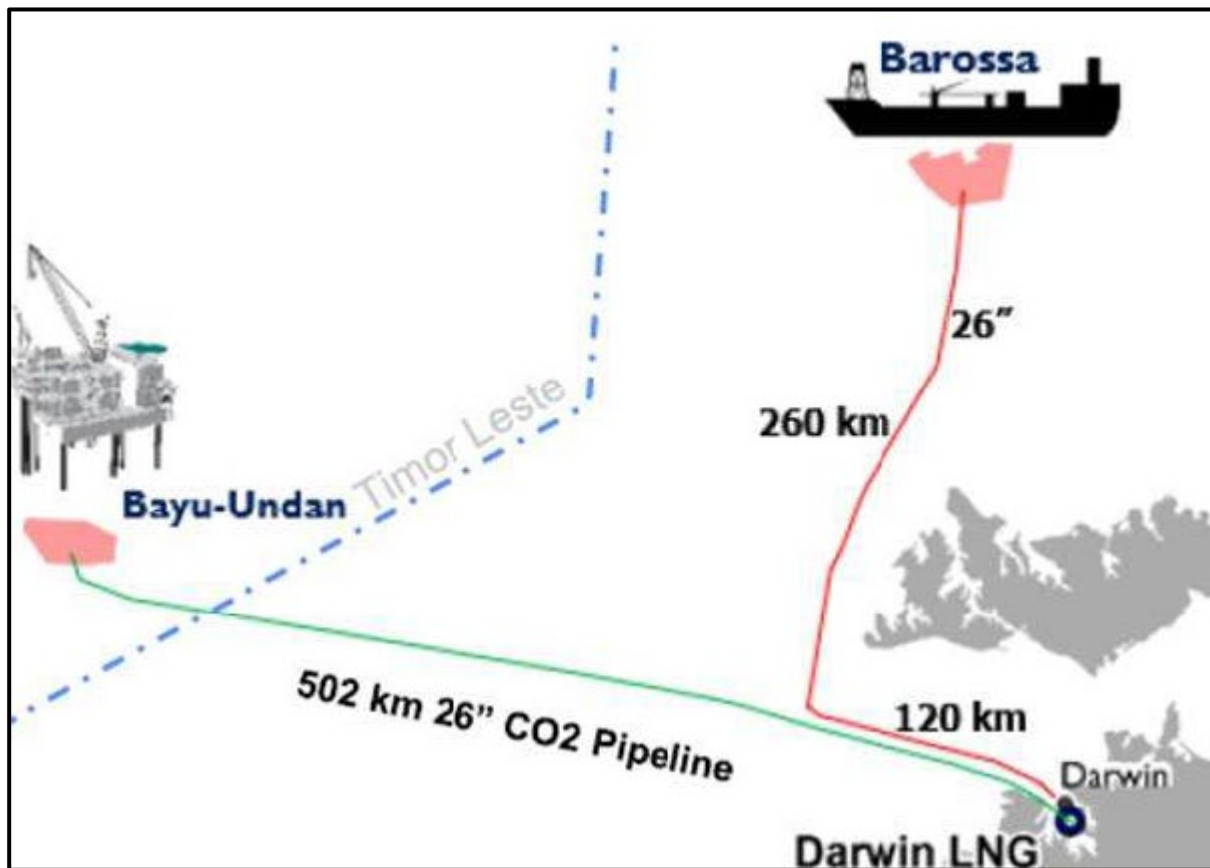 Barossa
26”
260 km
Timor Leste
Bayu-Undan
502 km 26” CO2 Pipeline
120 km
Darwin
Darwin LNG